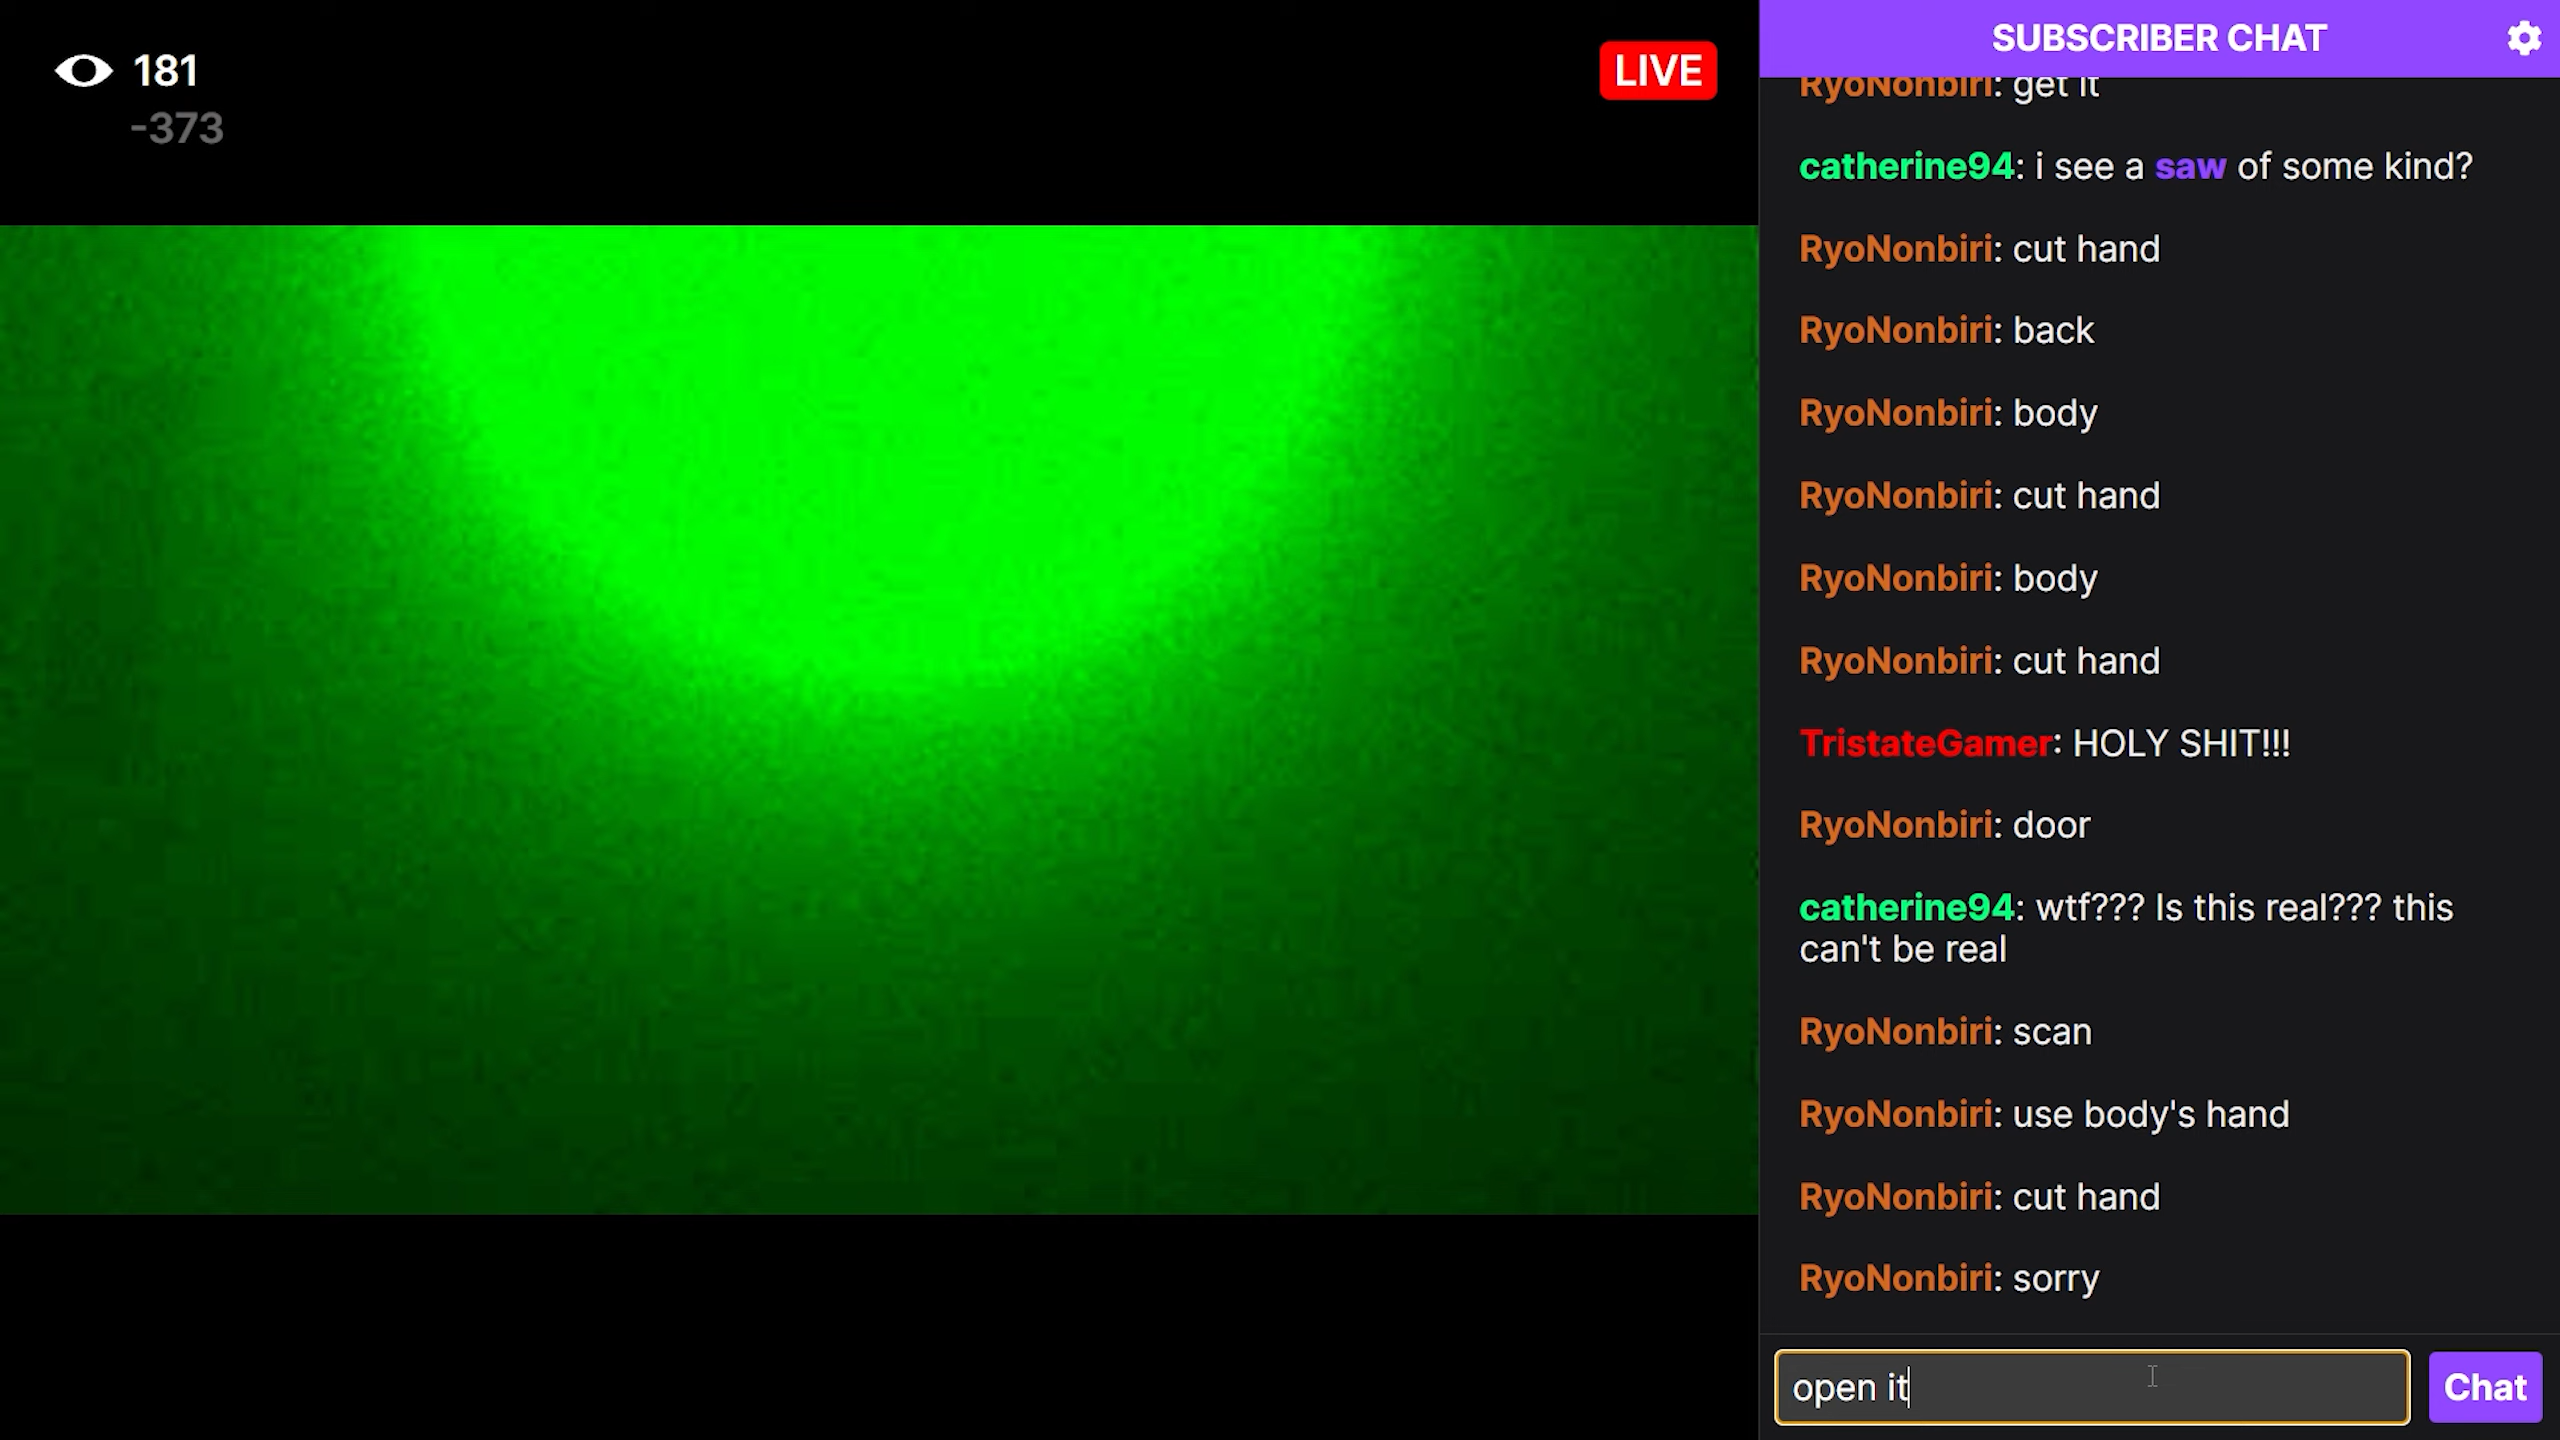 181
-373
LIVE
SUBSCRIBER CHAT
RyoNonbiri: get it
catherine94: i see a saw of some kind?
RyoNonbiri: cut hand
RyoNonbiri: back
RyoNonbiri: body
RyoNonbiri: cut hand
RyoNonbiri: body
RyoNonbiri: cut hand
TristateGamer: HOLY SHIT!!!
RyoNonbiri: door
catherine94: wtf??? Is this real??? this
can't be real
RyoNonbiri: scan
RyoNonbiri: use body's hand
RyoNonbiri: cut hand
RyoNonbiri: sorry
open it
Chat